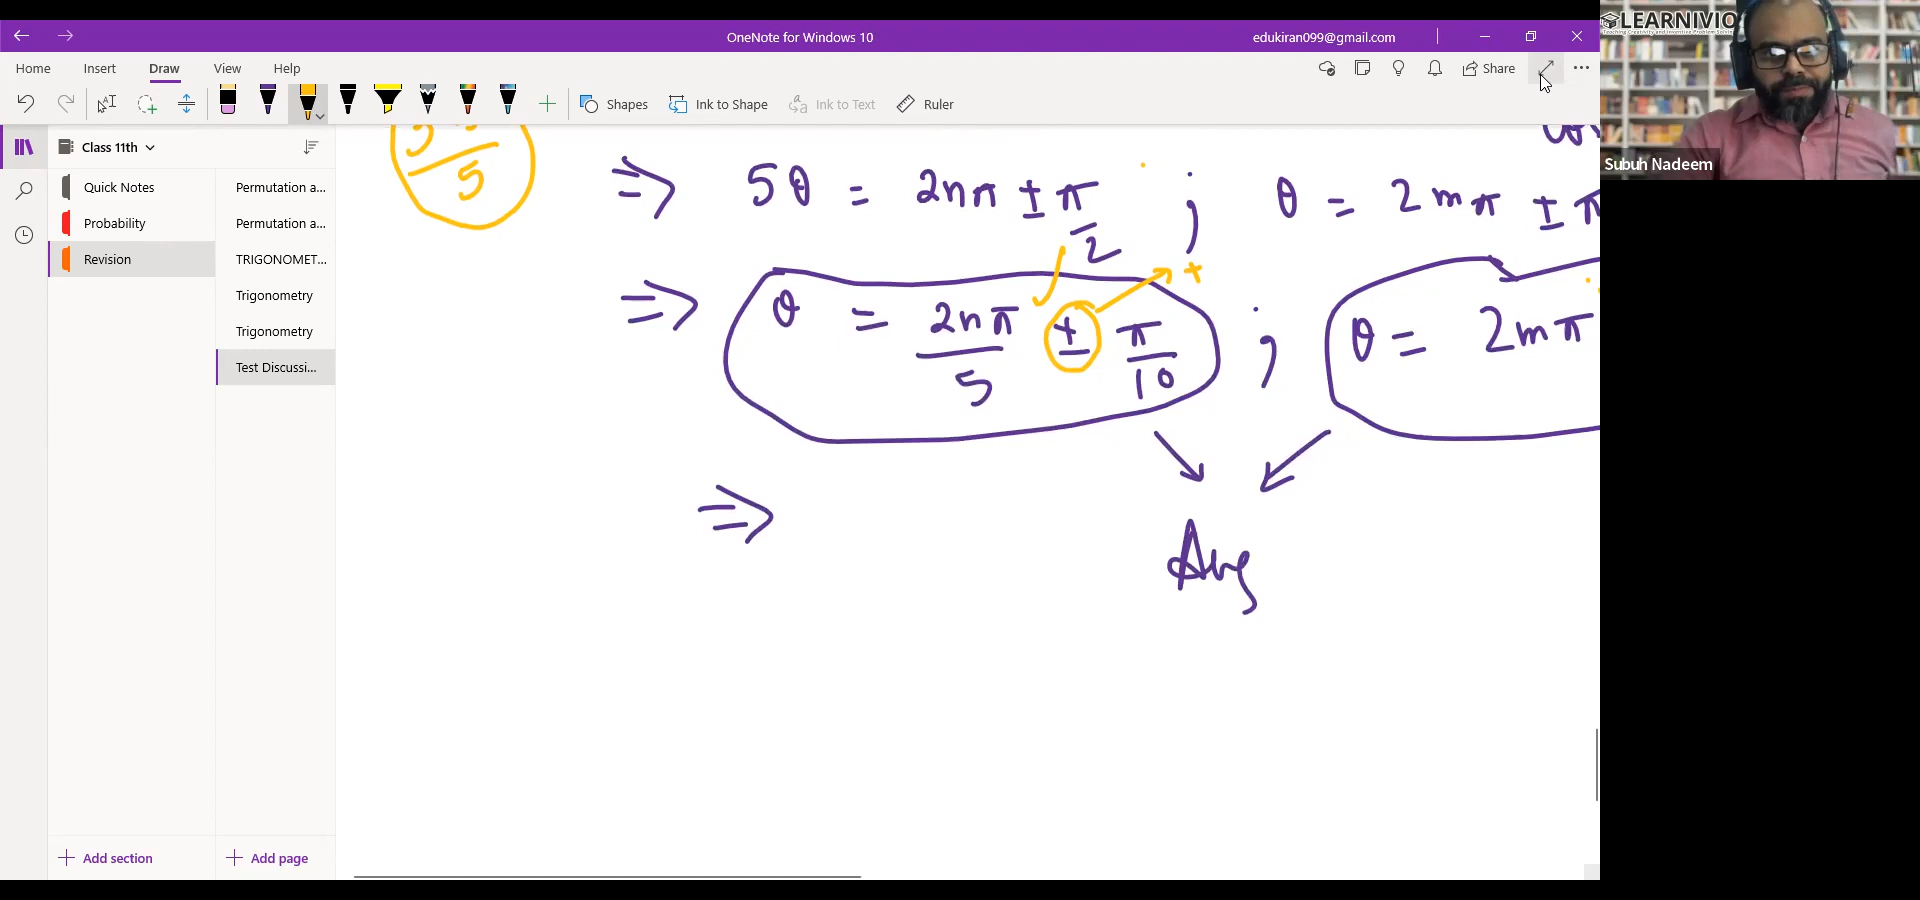 OneNote for Windows 10
edukiran099@gmail.com
LEARNIVIO
Home Insert Draw View Help
Share
Shapes Ink to Shape Ink to Text Ruler
Subuh Nadeem
Class 11th
Quick Notes
Probability
Revision
Permutation a...
Permutation a...
TRIGONOMET...
Trigonometry
Trigonometry
Test Discussi...
5
⇒ 5θ = 2nπ ± π/2 ; θ = 2mπ ± π
+
⇒ θ = 2nπ/5 ± π/10 ; θ = 2mπ
⇒
Ans
Add section
Add page